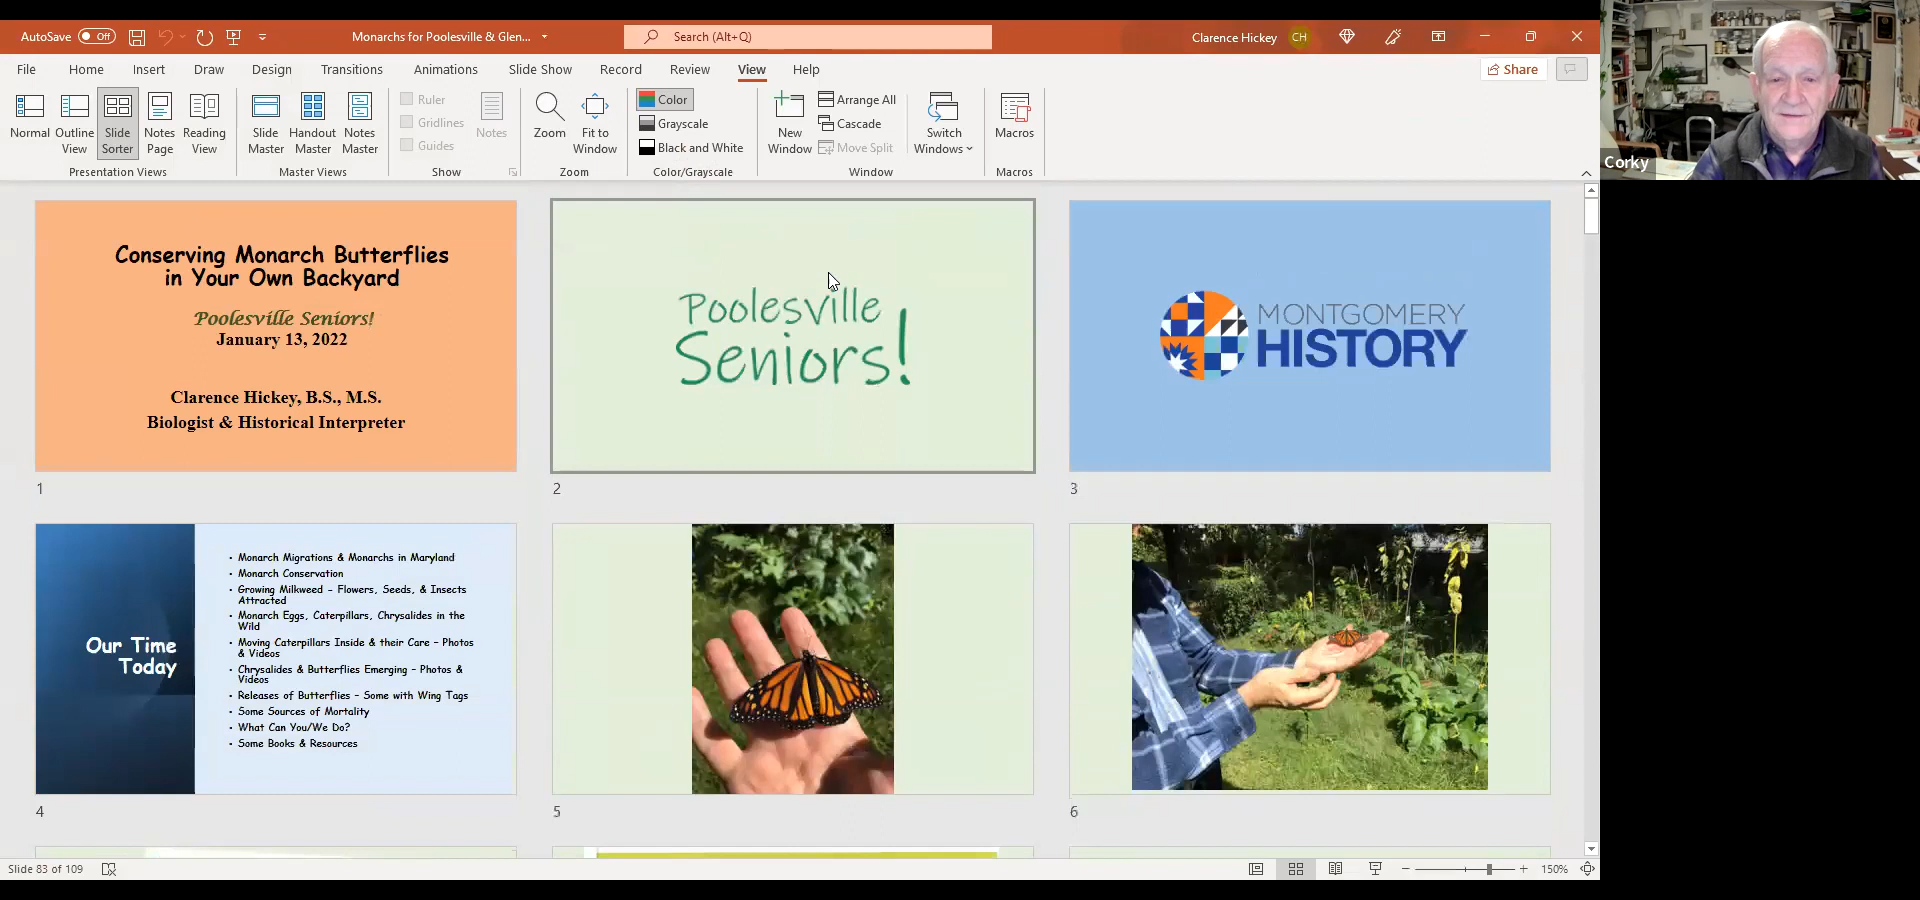 AutoSave Off
Monarchs for Poolesville & Glen...
Search (Alt+Q)
Clarence Hickey CH
File Home Insert Draw Design Transitions Animations Slide Show Record Review View Help
Share
Normal
Outline View
Slide Sorter
Notes Page
Reading View
Presentation Views
Slide Master
Handout Master
Notes Master
Master Views
Ruler
Gridlines
Guides
Notes
Show
Zoom
Fit to Window
Zoom
Color
Grayscale
Black and White
Color/Grayscale
New Window
Arrange All
Cascade
Move Split
Switch Windows
Window
Macros
Macros
Corky
Conserving Monarch Butterflies
in Your Own Backyard
Poolesville Seniors!
January 13, 2022
Clarence Hickey, B.S., M.S.
Biologist & Historical Interpreter
1
Poolesville
Seniors!
2
MONTGOMERY
HISTORY
3
Our Time
Today
• Monarch Migrations & Monarchs in Maryland
• Monarch Conservation
• Growing Milkweed – Flowers, Seeds, & Insects
Attracted
• Monarch Eggs, Caterpillars, Chrysalides in the
Wild
• Moving Caterpillars Inside & their Care – Photos
& Videos
• Chrysalides & Butterflies Emerging – Photos &
Videos
• Releases of Butterflies – Some with Wing Tags
• Some Sources of Mortality
• What Can You/We Do?
• Some Books & Resources
4
5
6
Slide 83 of 109
150%